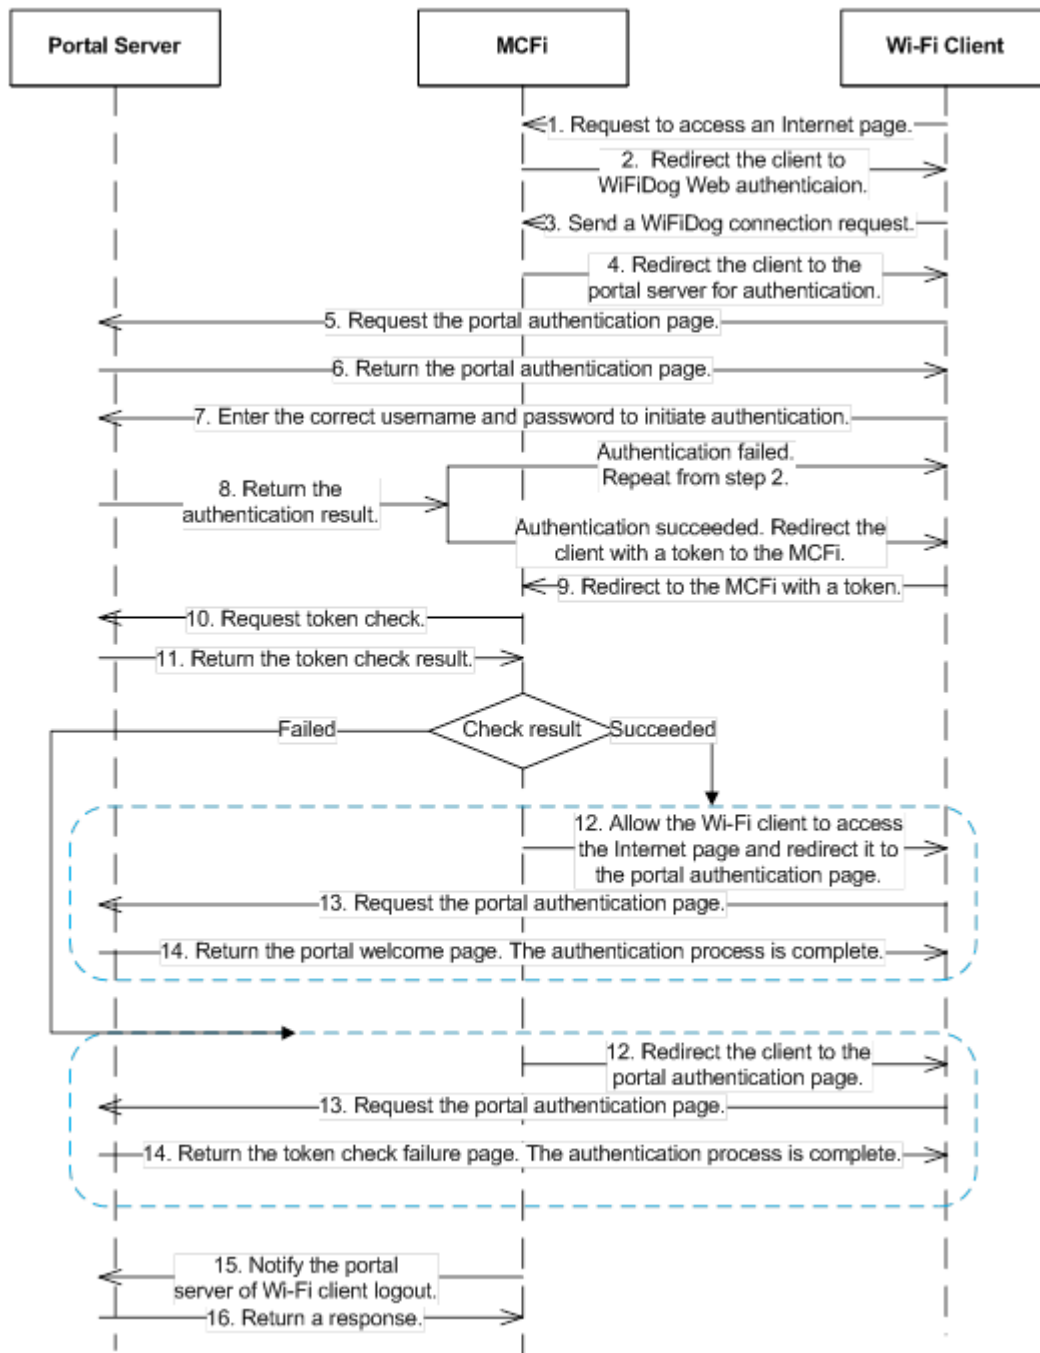 Portal Server
MCFi
Wi-Fi Client
1. Request to access an Internet page.
2. Redirect the client to
WiFiDog Web authenticaion.
3. Send a WiFiDog connection request.
4. Redirect the client to the
portal server for authentication.
5. Request the portal authentication page.
6. Return the portal authentication page.
7. Enter the correct username and password to initiate authentication.
Authentication failed.
Repeat from step 2.
8. Return the
authentication result.
Authentication succeeded. Redirect the
client with a token to the MCFi.
9. Redirect to the MCFi with a token.
10. Request token check.
11. Return the token check result.
Failed
Check result
Succeeded
12. Allow the Wi-Fi client to access
the Internet page and redirect it to
the portal authentication page.
13. Request the portal authentication page.
14. Return the portal welcome page. The authentication process is complete.
12. Redirect the client to the
portal authentication page.
13. Request the portal authentication page.
14. Return the token check failure page. The authentication process is complete.
15. Notify the portal
server of Wi-Fi client logout.
16. Return a response.